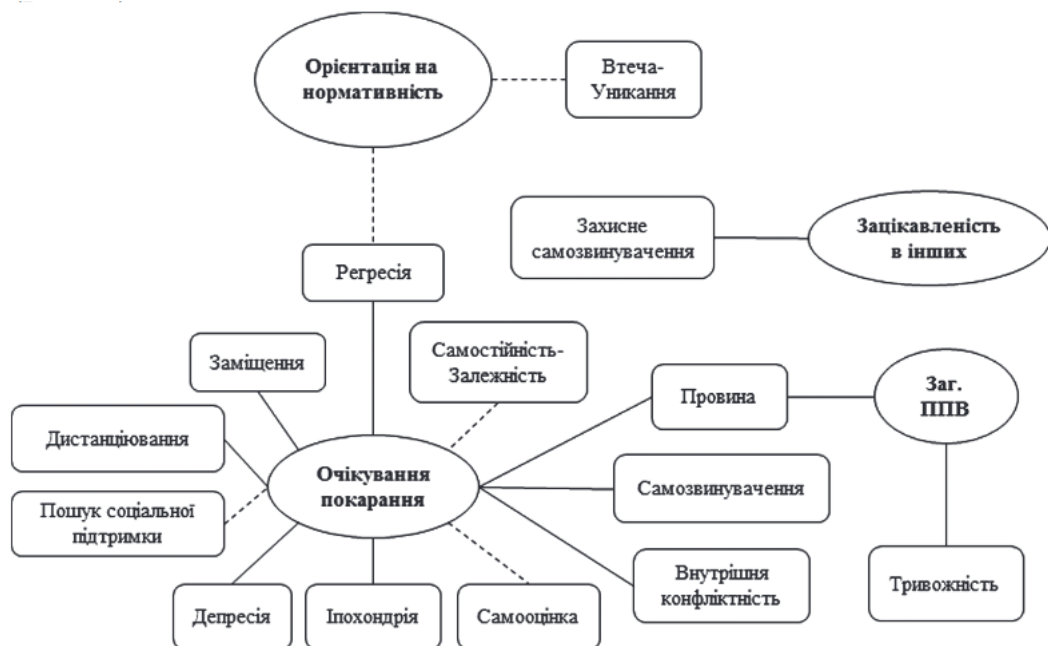 Орієнтація на
нормативність
Втеча-
Уникання
Захисне
самозвинувачення
Зацікавленість
в інших
Регресія
Заміщення
Самостійність-
Залежність
Провина
Заг.
ППВ
Дистанціювання
Очікування
покарання
Самозвинувачення
Пошук соціальної
підтримки
Внутрішня
конфліктність
Тривожність
Депресія
Іпохондрія
Самооцінка